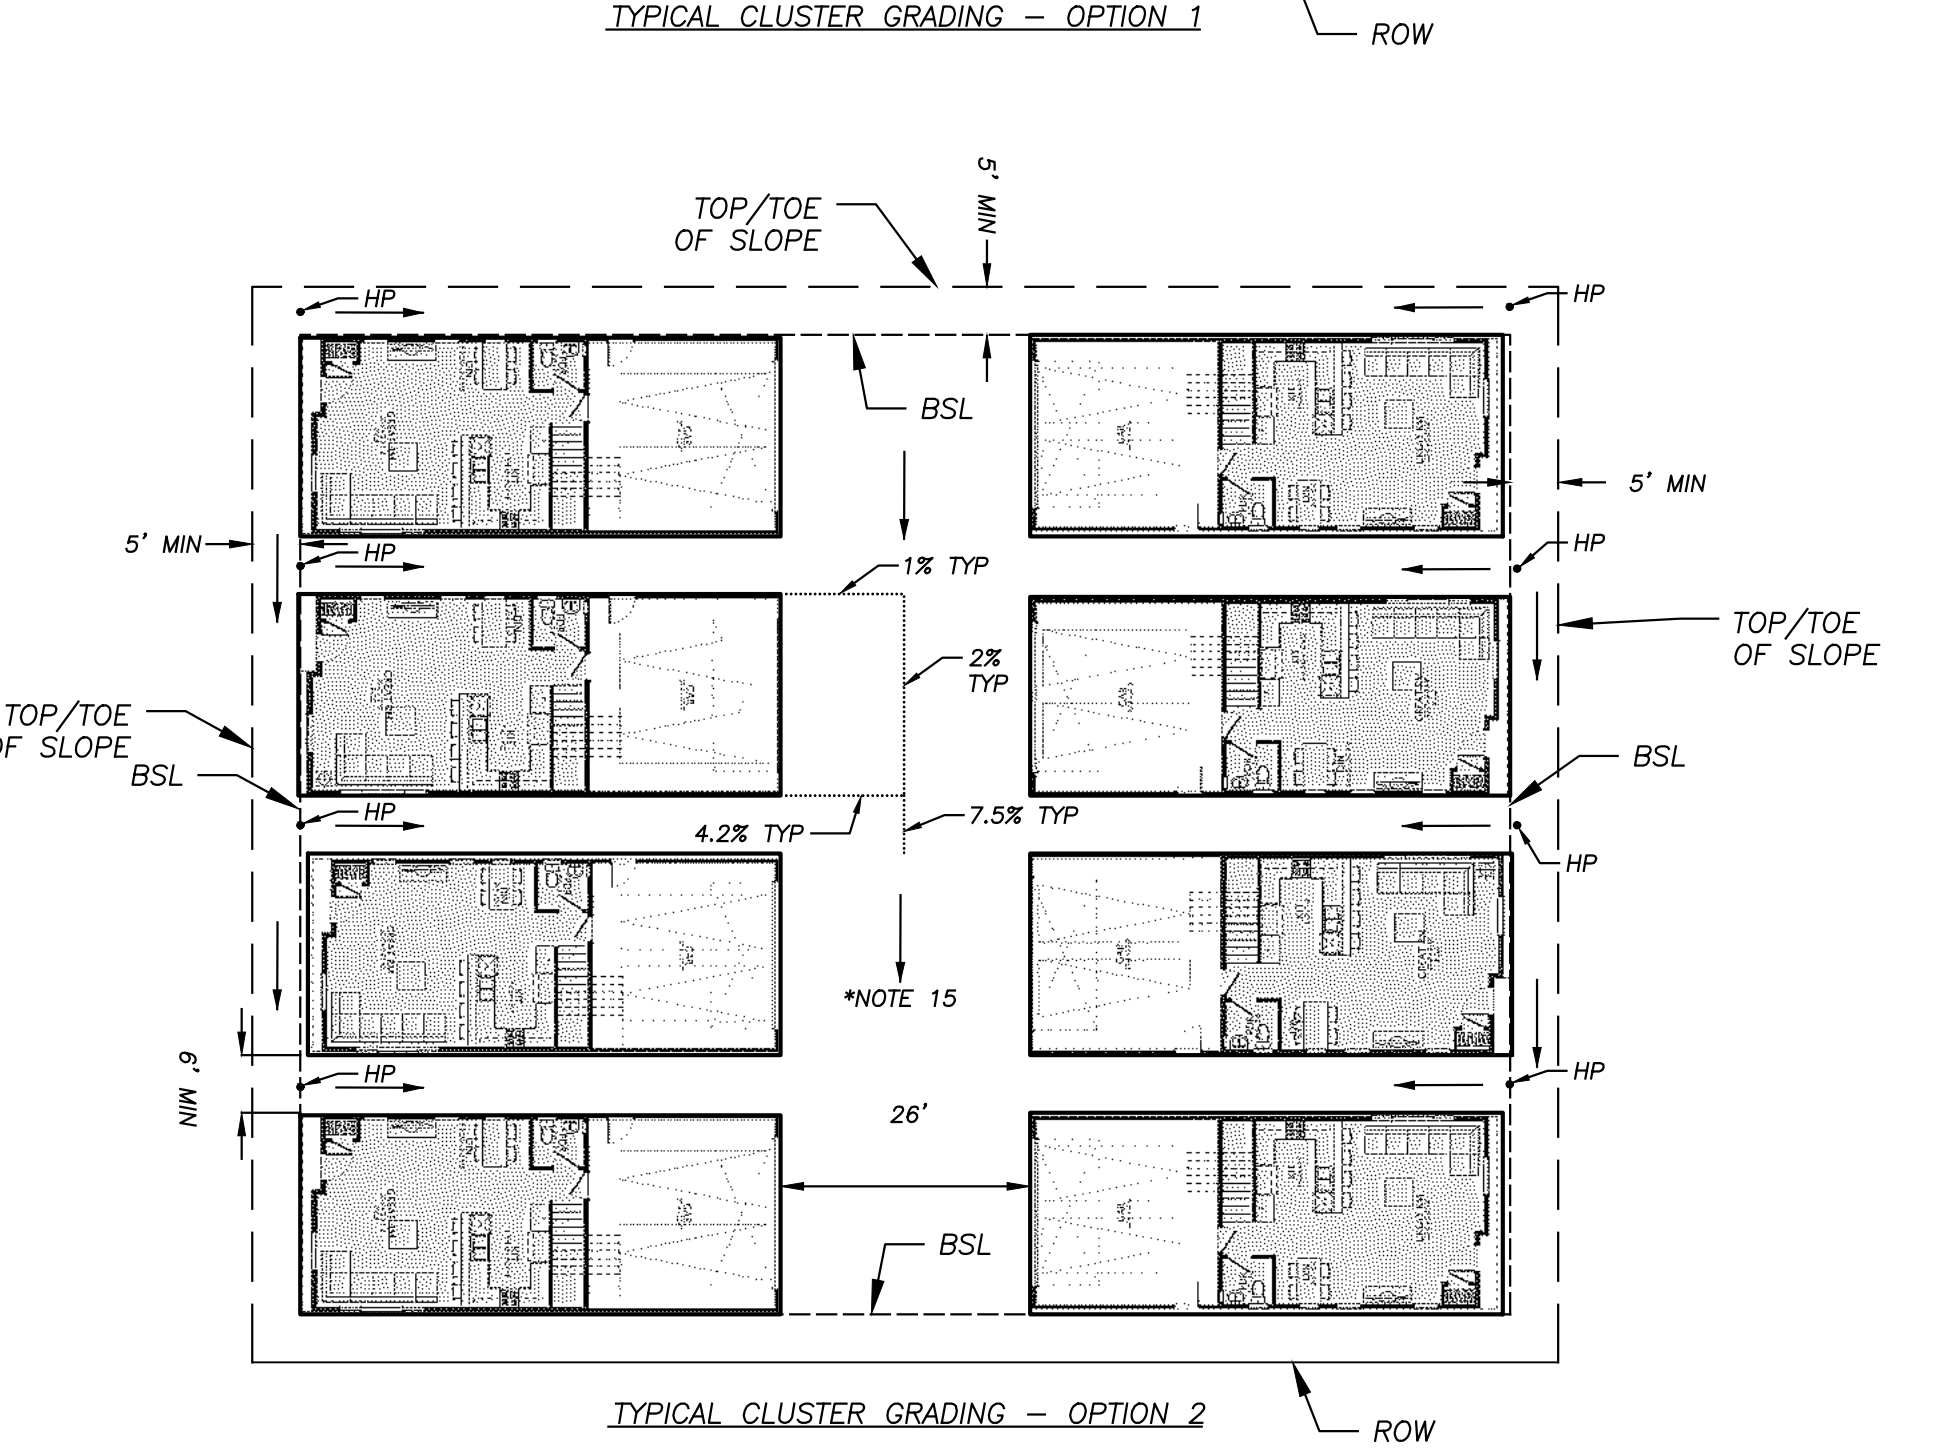 TYPICAL CLUSTER GRADING - OPTION 1
ROW
5' MIN
TOP/TOE
OF SLOPE
HP
HP
BSL
5' MIN
5' MIN
HP
HP
1% TYP
2%
TYP
TOP/TOE
OF SLOPE
TOP/TOE
OF SLOPE
BSL
BSL
HP
4.2% TYP
7.5% TYP
HP
*NOTE 15
6' MIN
HP
HP
26'
BSL
TYPICAL CLUSTER GRADING - OPTION 2
ROW